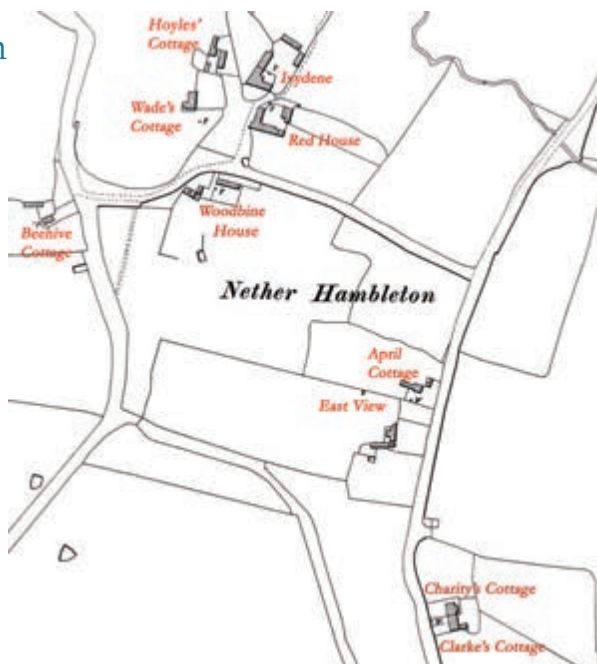 n
Hoyles'
Cottage
Ivydene
Wade's
Cottage
Red House
Woodbine
House
Beehive
Cottage
Nether Hambleton
April
Cottage
East View
Charity's Cottage
Clarke's Cottage